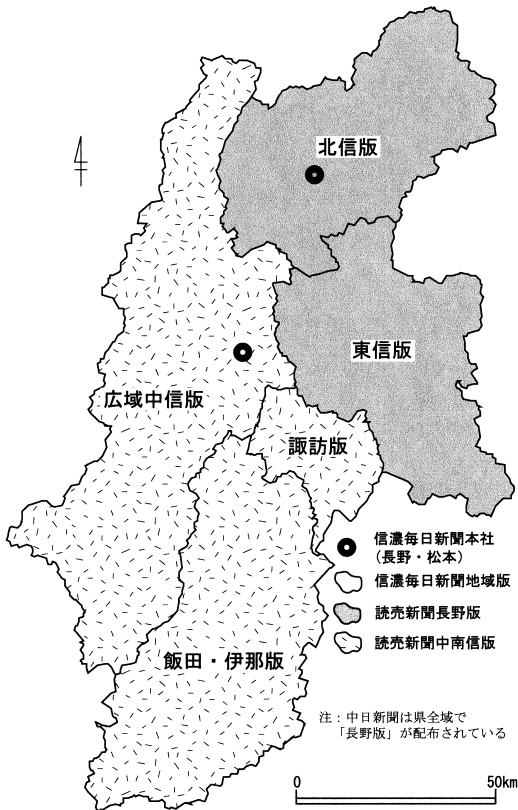 北信版
東信版
広域中信版
諏訪版
信濃毎日新聞本社
(長野・松本)
信濃毎日新聞地域版
読売新聞長野版
読売新聞中南信版
飯田・伊那版
注：中日新聞は県全域で
「長野版」が配布されている
0 50km